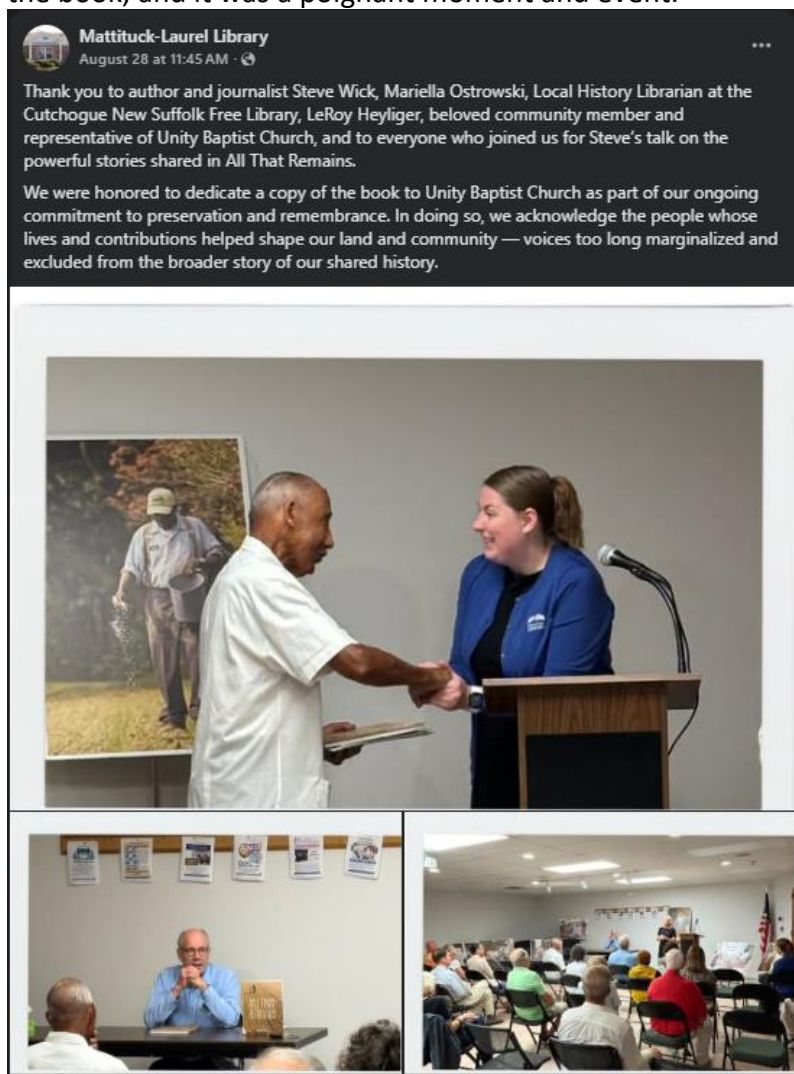 the book, and it was a poignant moment and event.
Mattituck-Laurel Library
August 28 at 11:45 AM ·
Thank you to author and journalist Steve Wick, Mariella Ostrowski, Local History Librarian at the
Cutchogue New Suffolk Free Library, LeRoy Heyliger, beloved community member and
representative of Unity Baptist Church, and to everyone who joined us for Steve's talk on the
powerful stories shared in All That Remains.
We were honored to dedicate a copy of the book to Unity Baptist Church as part of our ongoing
commitment to preservation and remembrance. In doing so, we acknowledge the people whose
lives and contributions helped shape our land and community — voices too long marginalized and
excluded from the broader story of our shared history.
ALL THAT
REMAINS